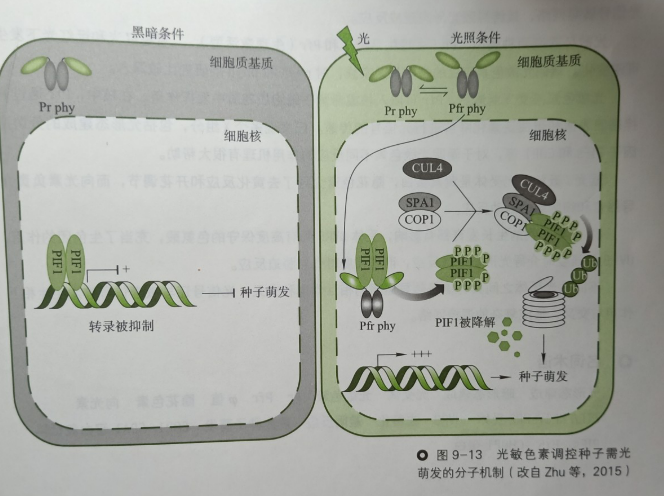 黑暗条件
细胞质基质
Pr phy
细胞核
PIF1
PIF1
+
种子萌发
转录被抑制
光
光照条件
细胞质基质
Pr phy
Pfr phy
细胞核
CUL4
SPA1
COP1
CUL4
SPA1
COP1
PPP
PIF1
P
PIF1
P
PPP
Ub
Ub
PIF1
PIF1
Pfr phy
PPP
PIF1
P
PIF1
P
PPP
PIF1被降解
+++
种子萌发
图 9-13 光敏色素调控种子需光
萌发的分子机制（改自 Zhu 等，2015）